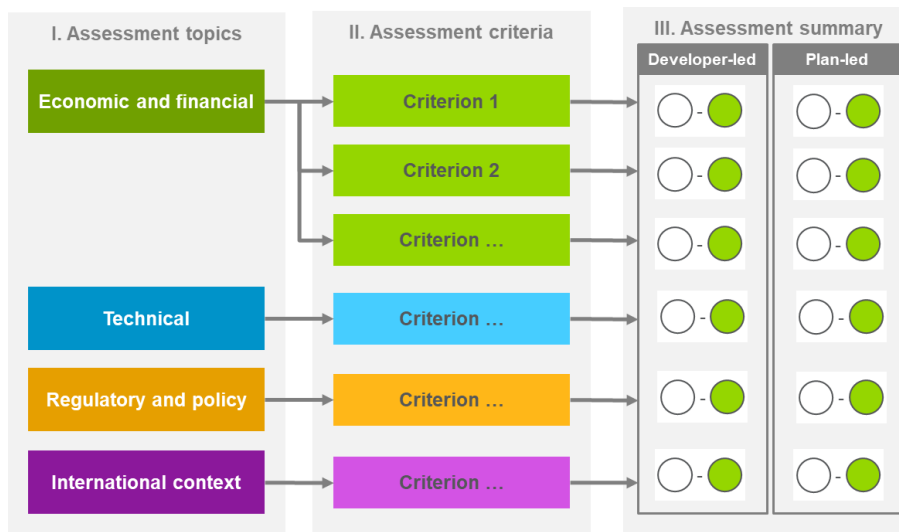 I. Assessment topics
II. Assessment criteria
III. Assessment summary
Developer-led
Plan-led
Economic and financial
Criterion 1
-
-
Criterion 2
-
-
Criterion ...
-
-
Technical
Criterion ...
-
-
Regulatory and policy
Criterion ...
-
-
International context
Criterion ...
-
-